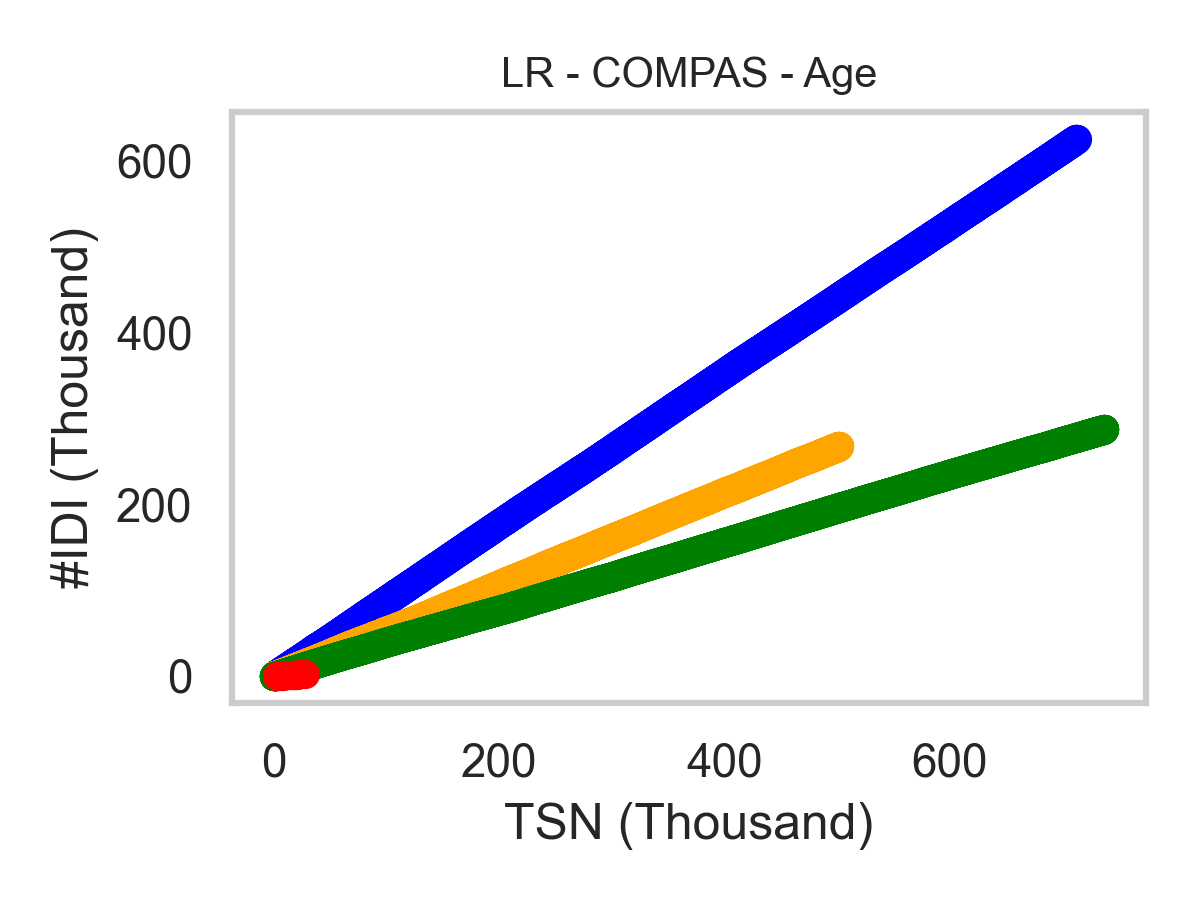 LR - COMPAS - Age
#IDI (Thousand)
600
400
200
0
0 200 400 600
TSN (Thousand)